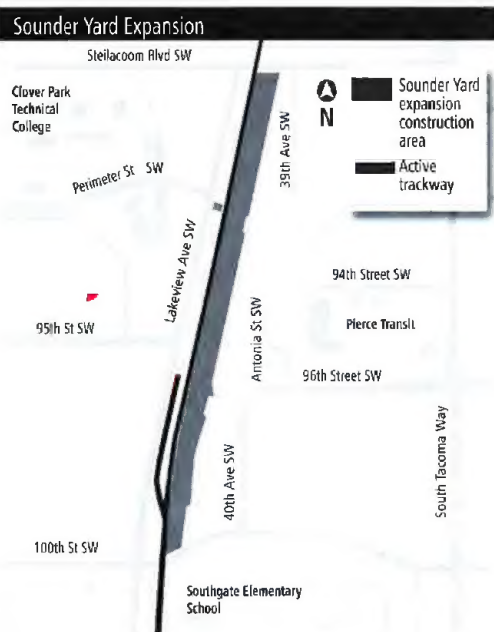 Sounder Yard Expansion
Steilacoom Blvd SW
Clover Park
Technical
College
N
Sounder Yard
expansion
construction
area
Active
trackway
39th Ave SW
Perimeter St SW
Lakeview Ave SW
94th Street SW
95th St SW
Antonia St SW
Pierce Transit
96th Street SW
South Tacoma Way
40th Ave SW
100th St SW
Southgate Elementary
School